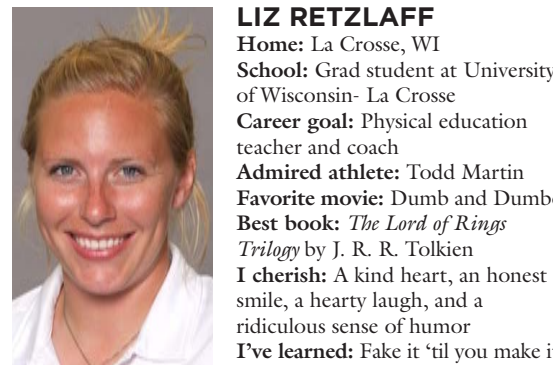 LIZ RETZLAFF
Home: La Crosse, WI
School: Grad student at University
of Wisconsin- La Crosse
Career goal: Physical education
teacher and coach
Admired athlete: Todd Martin
Favorite movie: Dumb and Dumbe
Best book: The Lord of Rings
Trilogy by J. R. R. Tolkien
I cherish: A kind heart, an honest
smile, a hearty laugh, and a
ridiculous sense of humor
I’ve learned: Fake it ‘til you make i